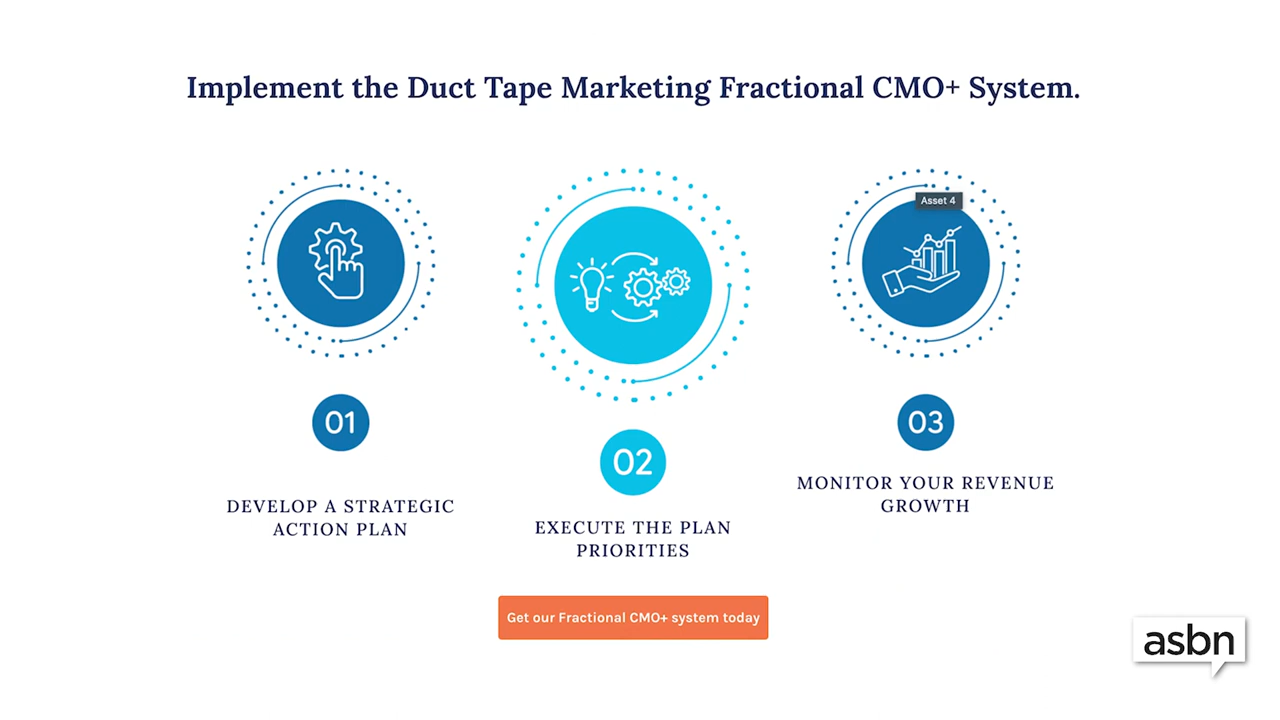 Implement the Duct Tape Marketing Fractional CMO+ System.
Asset 4
01
DEVELOP A STRATEGIC
ACTION PLAN
02
EXECUTE THE PLAN
PRIORITIES
03
MONITOR YOUR REVENUE
GROWTH
Get our Fractional CMO+ system today
asbn